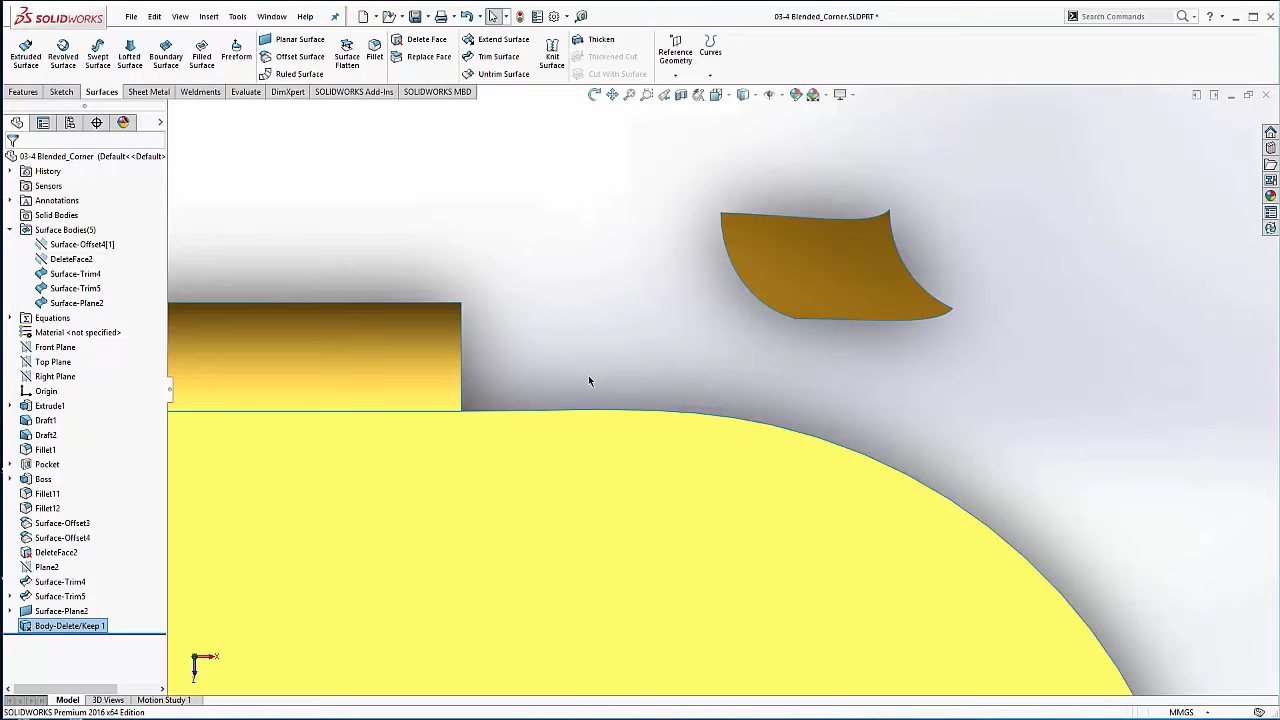 SOLIDWORKS File Edit View Insert Tools Window Help 03-4 Blended_Corner.SLDPRT * Search Commands
Extruded Surface
Revolved Surface
Swept Surface
Lofted Surface
Boundary Surface
Filled Surface
Freeform
Planar Surface
Offset Surface
Ruled Surface
Surface Flatten
Fillet
Delete Face
Replace Face
Extend Surface
Trim Surface
Untrim Surface
Knit Surface
Thicken
Thickened Cut
Cut With Surface
Reference Geometry
Curves
Features Sketch Surfaces Sheet Metal Weldments Evaluate DimXpert SOLIDWORKS Add-Ins SOLIDWORKS MBD
03-4 Blended_Corner (Default<<Default>
History
Sensors
Annotations
Solid Bodies
Surface Bodies(5)
Surface-Offset4[1]
DeleteFace2
Surface-Trim4
Surface-Trim5
Surface-Plane2
Equations
Material <not specified>
Front Plane
Top Plane
Right Plane
Origin
Extrude1
Draft1
Draft2
Fillet1
Pocket
Boss
Fillet11
Fillet12
Surface-Offset3
Surface-Offset4
DeleteFace2
Plane2
Surface-Trim4
Surface-Trim5
Surface-Plane2
Body-Delete/Keep 1
X
Z
Model 3D Views Motion Study 1
SOLIDWORKS Premium 2016 x64 Edition MMGS